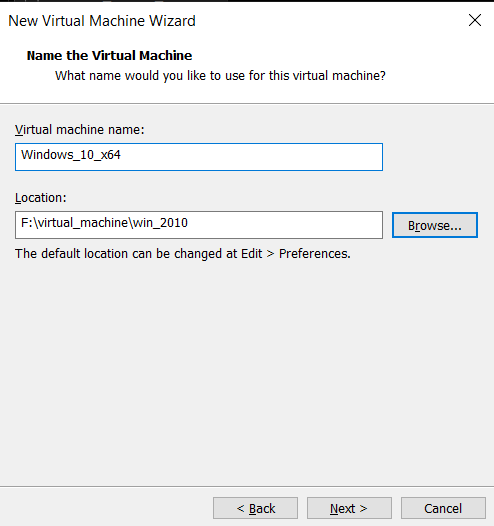 New Virtual Machine Wizard
Name the Virtual Machine
What name would you like to use for this virtual machine?
Virtual machine name:
Windows_10_x64
Location:
F:\virtual_machine\win_2010
Browse...
The default location can be changed at Edit > Preferences.
< Back
Next >
Cancel